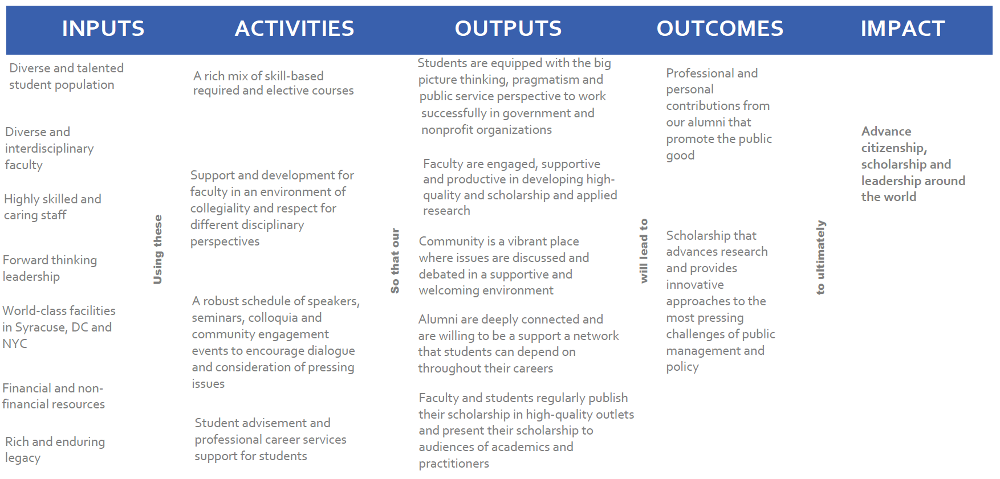 INPUTS
ACTIVITIES
OUTPUTS
OUTCOMES
IMPACT
Diverse and talented
student population
Diverse and
interdisciplinary
faculty
Highly skilled and
caring staff
Forward thinking
leadership
World-class facilities
in Syracuse, DC and
NYC
Financial and non-
financial resources
Rich and enduring
legacy
Using these
A rich mix of skill-based
required and elective courses
Support and development for
faculty in an environment of
collegiality and respect for
different disciplinary
perspectives
A robust schedule of speakers,
seminars, colloquia and
community engagement
events to encourage dialogue
and consideration of pressing
issues
Student advisement and
professional career services
support for students
So that our
Students are equipped with the big
picture thinking, pragmatism and
public service perspective to work
successfully in government and
nonprofit organizations
Faculty are engaged, supportive
and productive in developing high-
quality and scholarship and applied
research
Community is a vibrant place
where issues are discussed and
debated in a supportive and
welcoming environment
Alumni are deeply connected and
are willing to be a support a network
that students can depend on
throughout their careers
Faculty and students regularly publish
their scholarship in high-quality outlets
and present their scholarship to
audiences of academics and
practitioners
will lead to
Professional and
personal
contributions from
our alumni that
promote the public
good
Scholarship that
advances research
and provides
innovative
approaches to the
most pressing
challenges of public
management and
policy
to ultimately
Advance
citizenship,
scholarship and
leadership around
the world